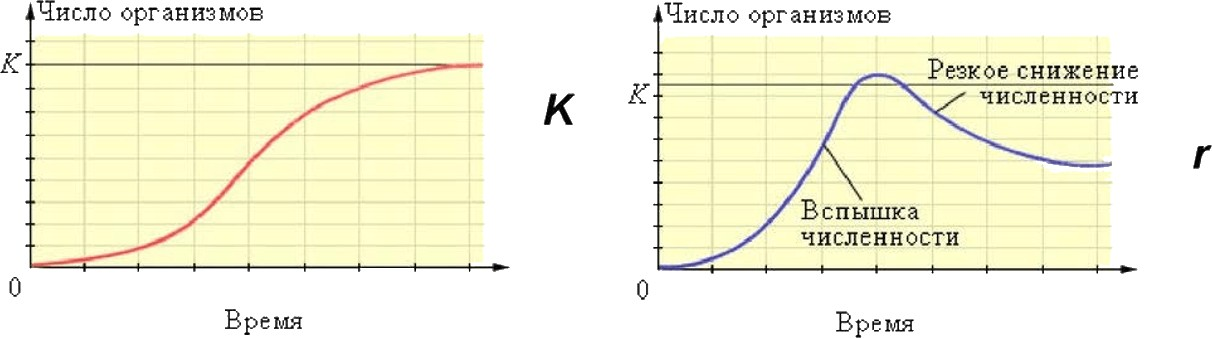 Число организмов
K
0
Время
K
Число организмов
K
Резкое снижение
численности
Вспышка
численности
0
Время
r